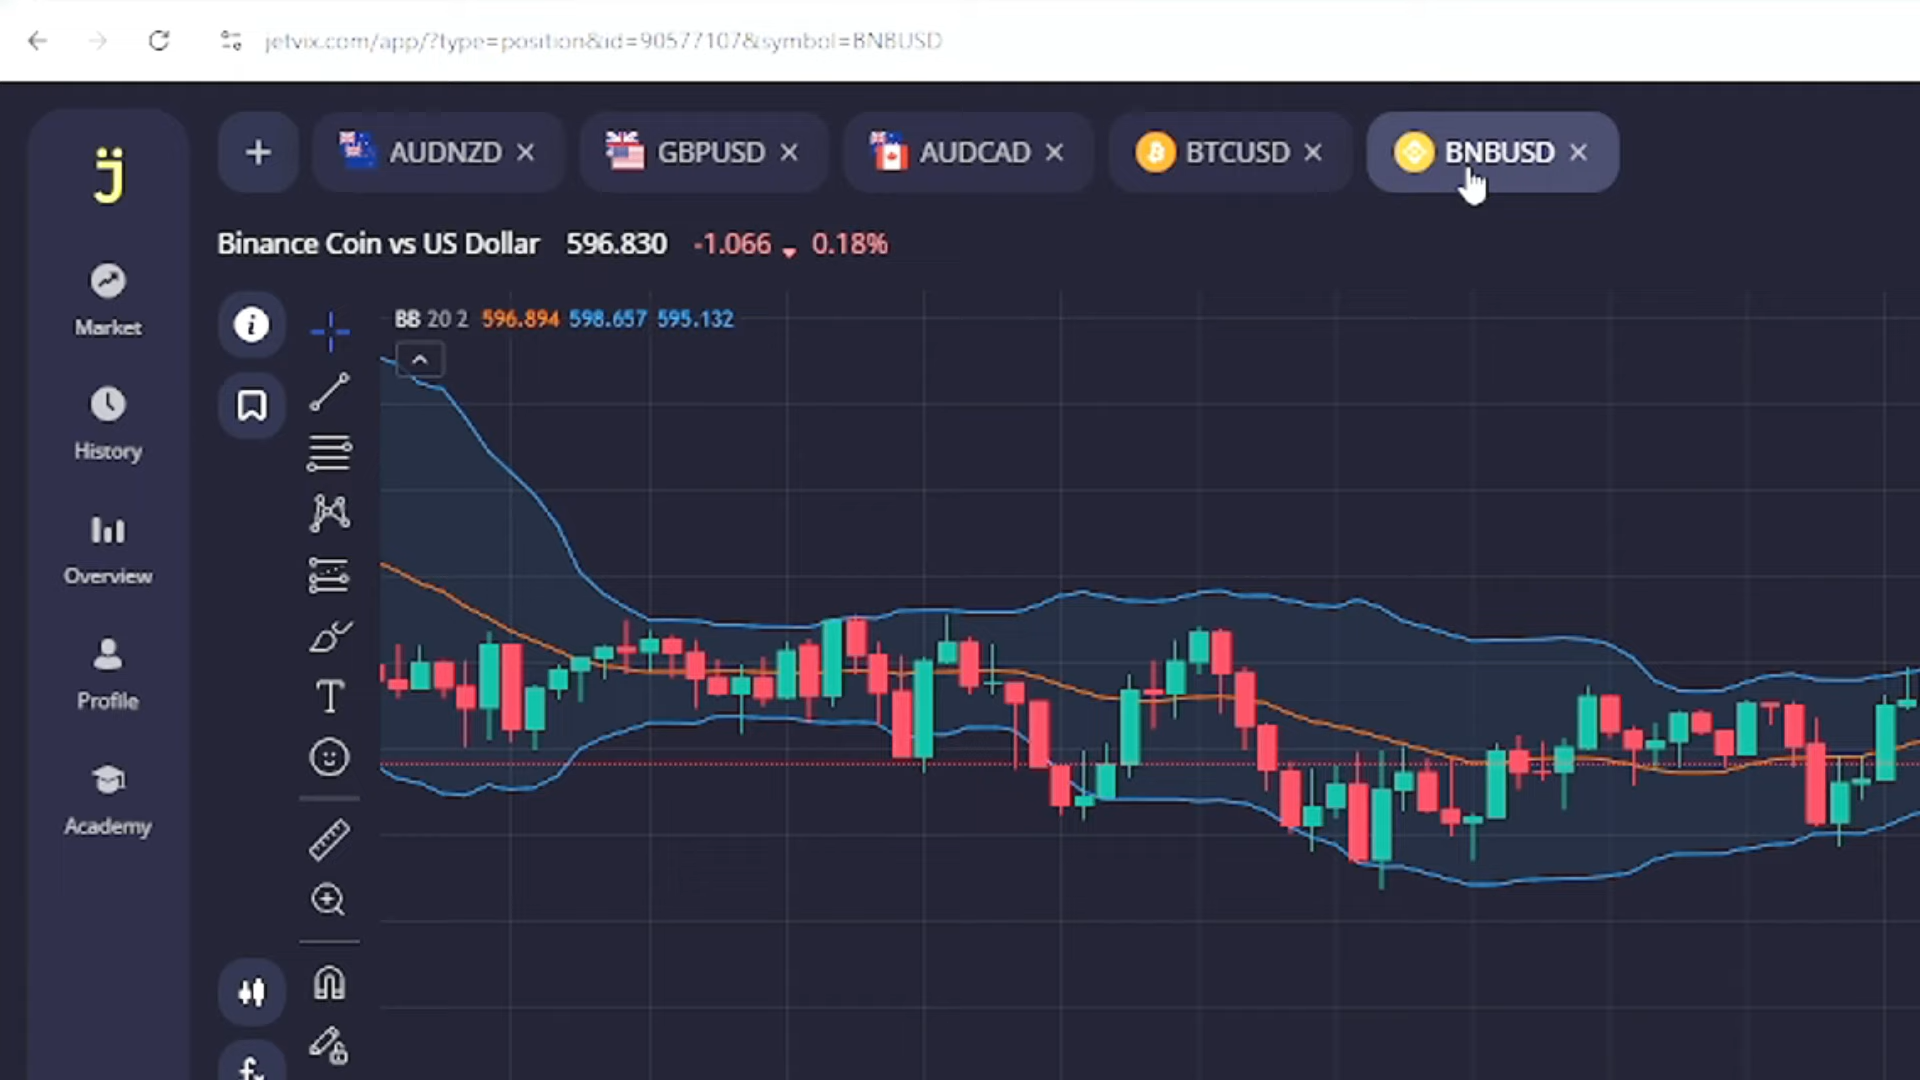 jetvix.com/app/?type=position&id=90577107&symbol=BNBUSD
AUDNZD
GBPUSD
AUDCAD
BTCUSD
BNBUSD
Binance Coin vs US Dollar 596.830 -1.066 0.18%
BB 20 2 596.894 598.657 595.132
Market
History
Overview
Profile
Academy